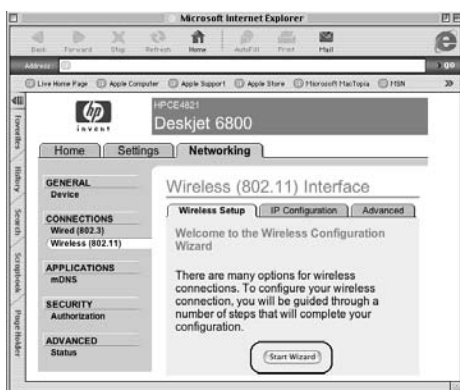 Microsoft Internet Explorer
Back Forward Stop Refresh Home AutoFill Print Mail
Address: go
Live Home Page Apple Computer Apple Support Apple Store Microsoft MacTopia MSN
Favorites
History
Search
Scrapbook
Page Holder
hp
invent
HPCE4821
Deskjet 6800
Home Settings Networking
GENERAL
Device
CONNECTIONS
Wired (802.3)
Wireless (802.11)
APPLICATIONS
mDNS
SECURITY
Authorization
ADVANCED
Status
Wireless (802.11) Interface
Wireless Setup IP Configuration Advanced
Welcome to the Wireless Configuration
Wizard
There are many options for wireless
connections. To configure your wireless
connection, you will be guided through a
number of steps that will complete your
configuration.
Start Wizard